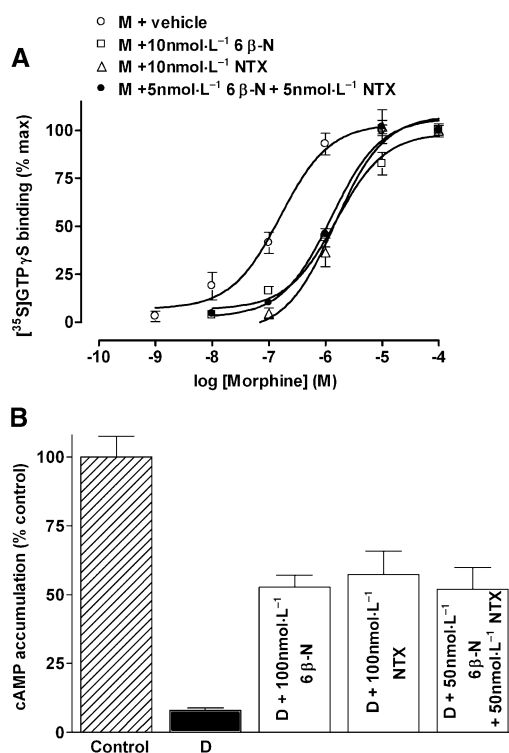 A
M + vehicle
M +10nmol·L⁻¹ 6 β-N
M +10nmol·L⁻¹ NTX
M +5nmol·L⁻¹ 6 β-N + 5nmol·L⁻¹ NTX
[³⁵S]GTPγS binding (% max)
100
75
50
25
0
-10 -9 -8 -7 -6 -5 -4
log [Morphine] (M)
B
cAMP accumulation (% control)
100
75
50
25
0
D + 100nmol·L⁻¹
6 β-N
D + 100nmol·L⁻¹
NTX
D + 50nmol·L⁻¹
6 β-N
+ 50nmol·L⁻¹ NTX
Control D